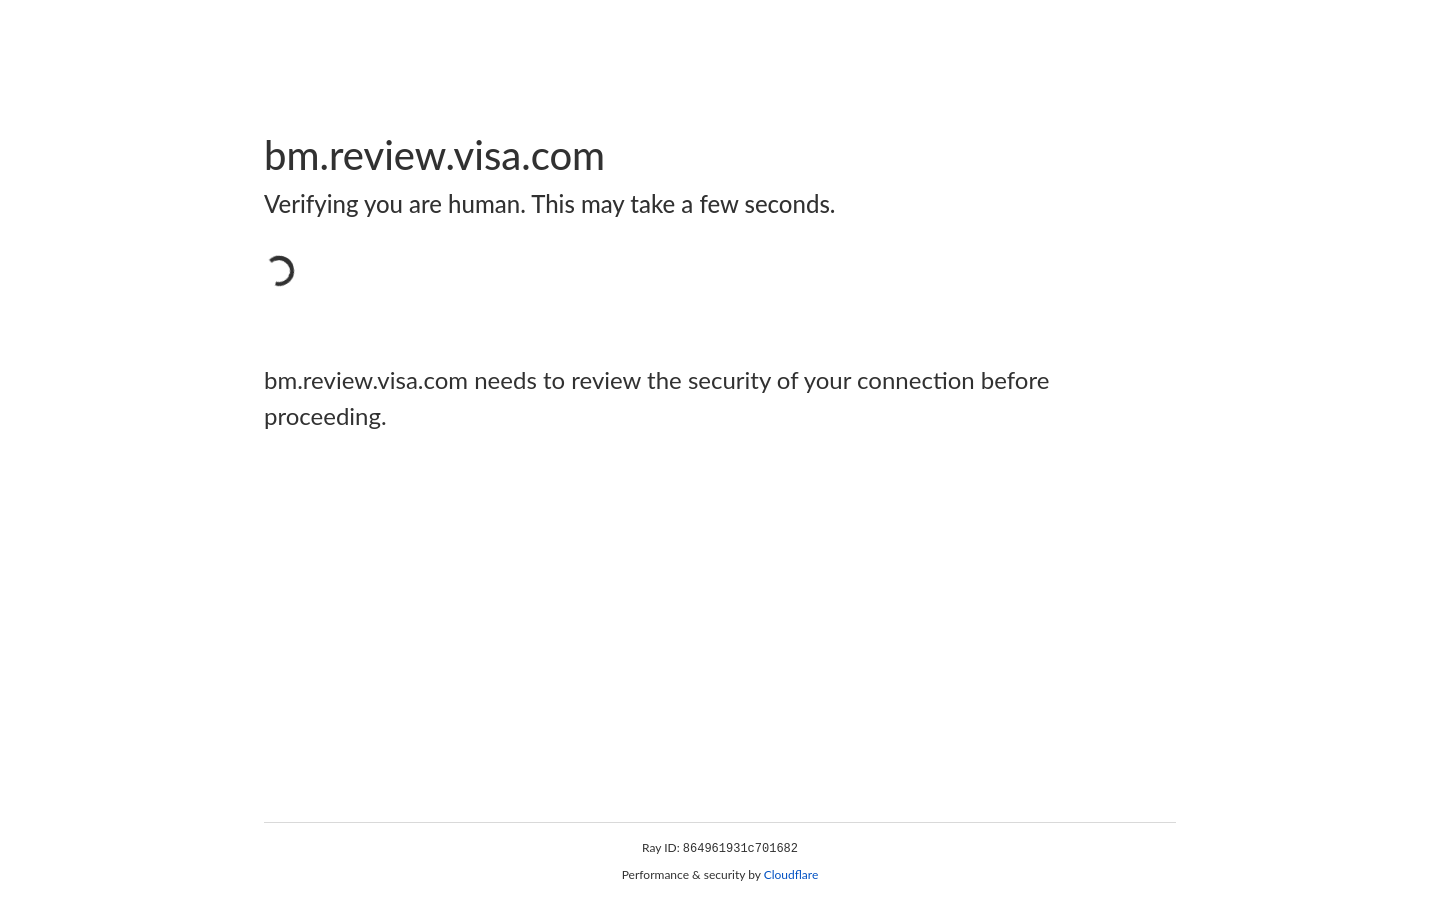 bm.review.visa.com
Verifying you are human. This may take a few seconds.
bm.review.visa.com needs to review the security of your connection before
proceeding.
Ray ID: 864961931c701682
Performance & security by Cloudflare